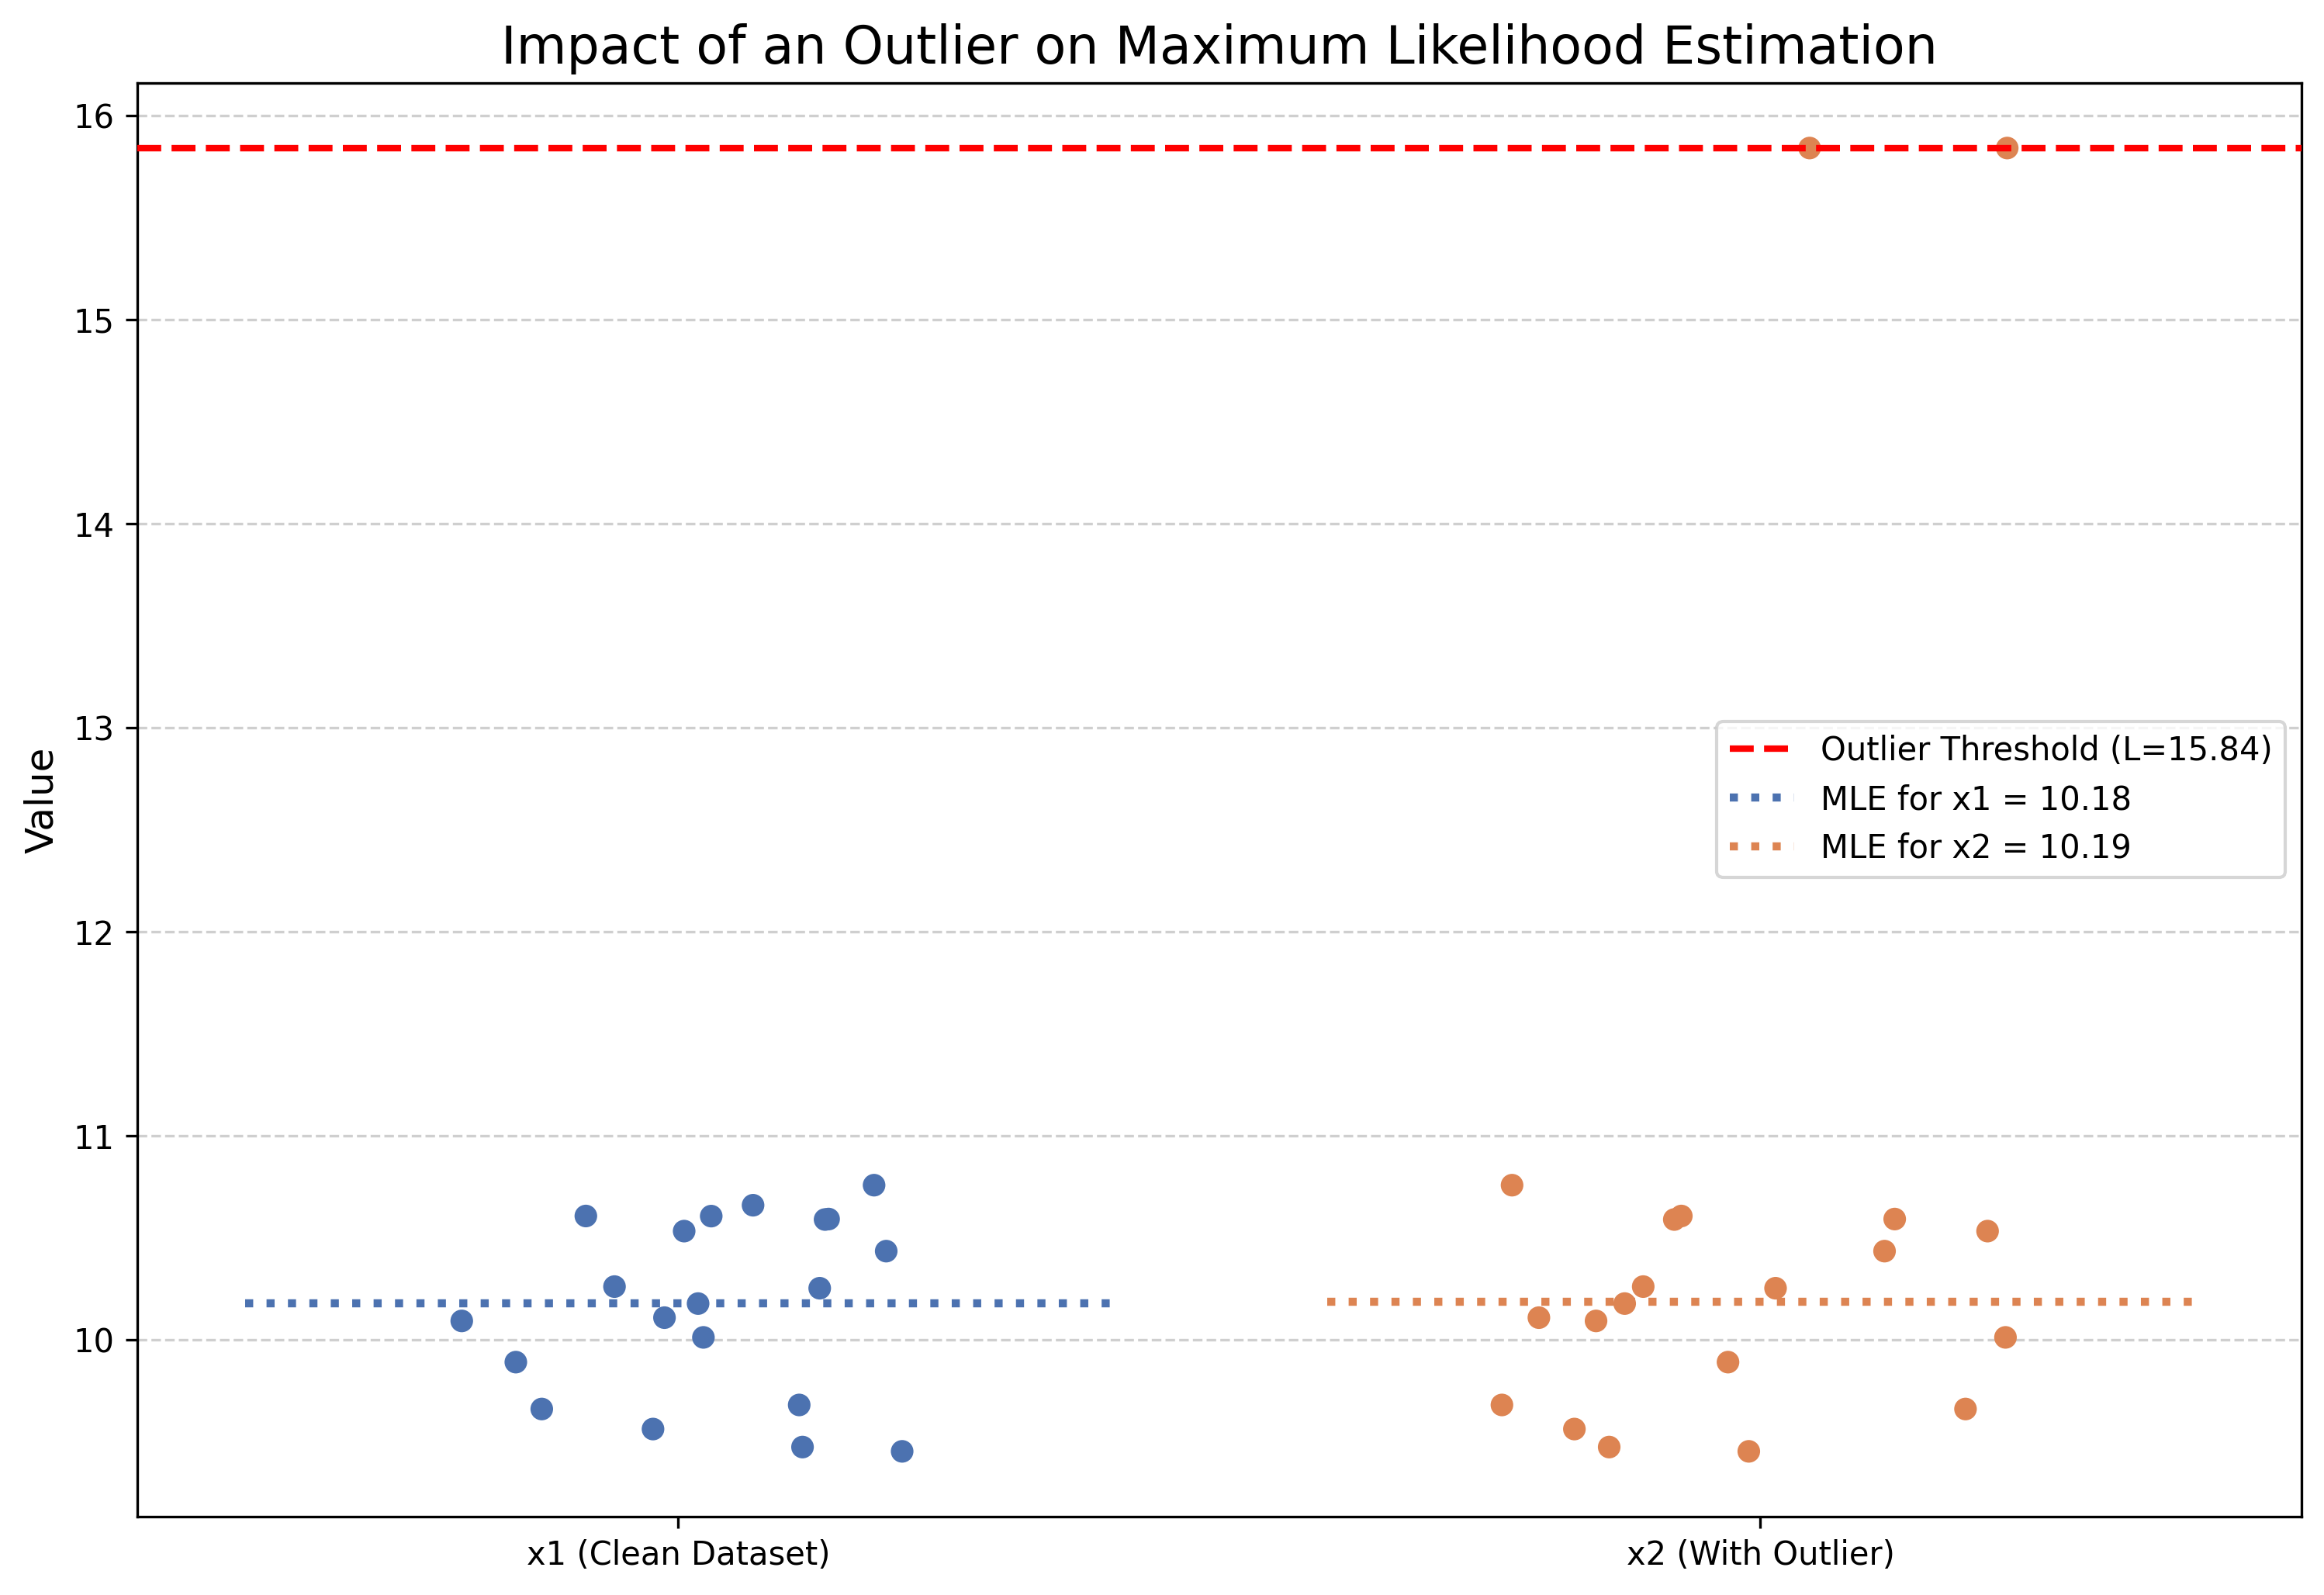 Impact of an Outlier on Maximum Likelihood Estimation
16
15
14
13
12
11
10
Value
Outlier Threshold (L=15.84)
MLE for x1 = 10.18
MLE for x2 = 10.19
x1 (Clean Dataset)
x2 (With Outlier)